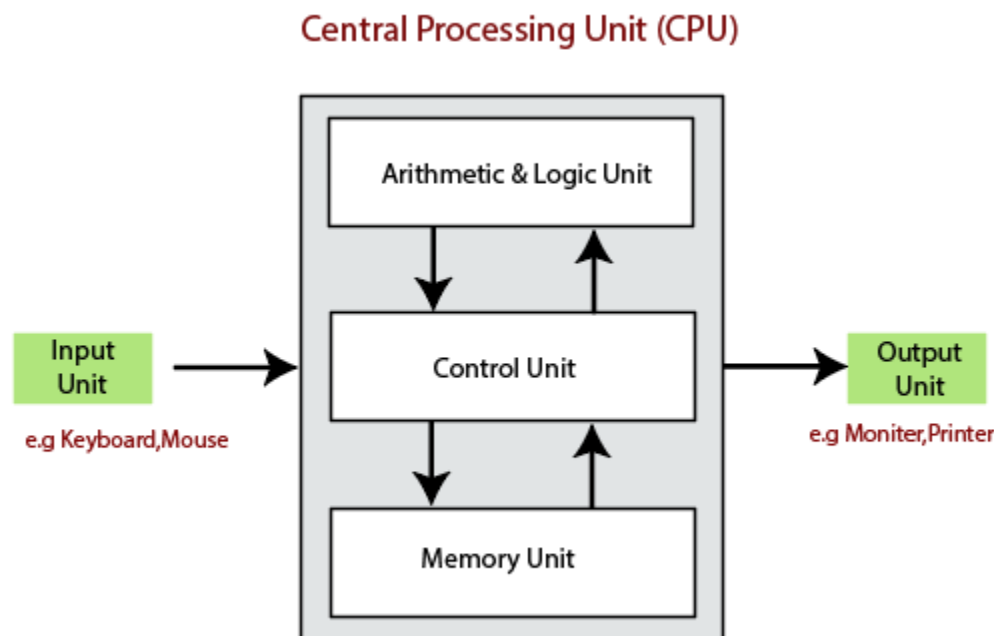 Central Processing Unit (CPU)
Arithmetic & Logic Unit
Input
Unit
e.g Keyboard,Mouse
Control Unit
Output
Unit
e.g Moniter,Printer
Memory Unit